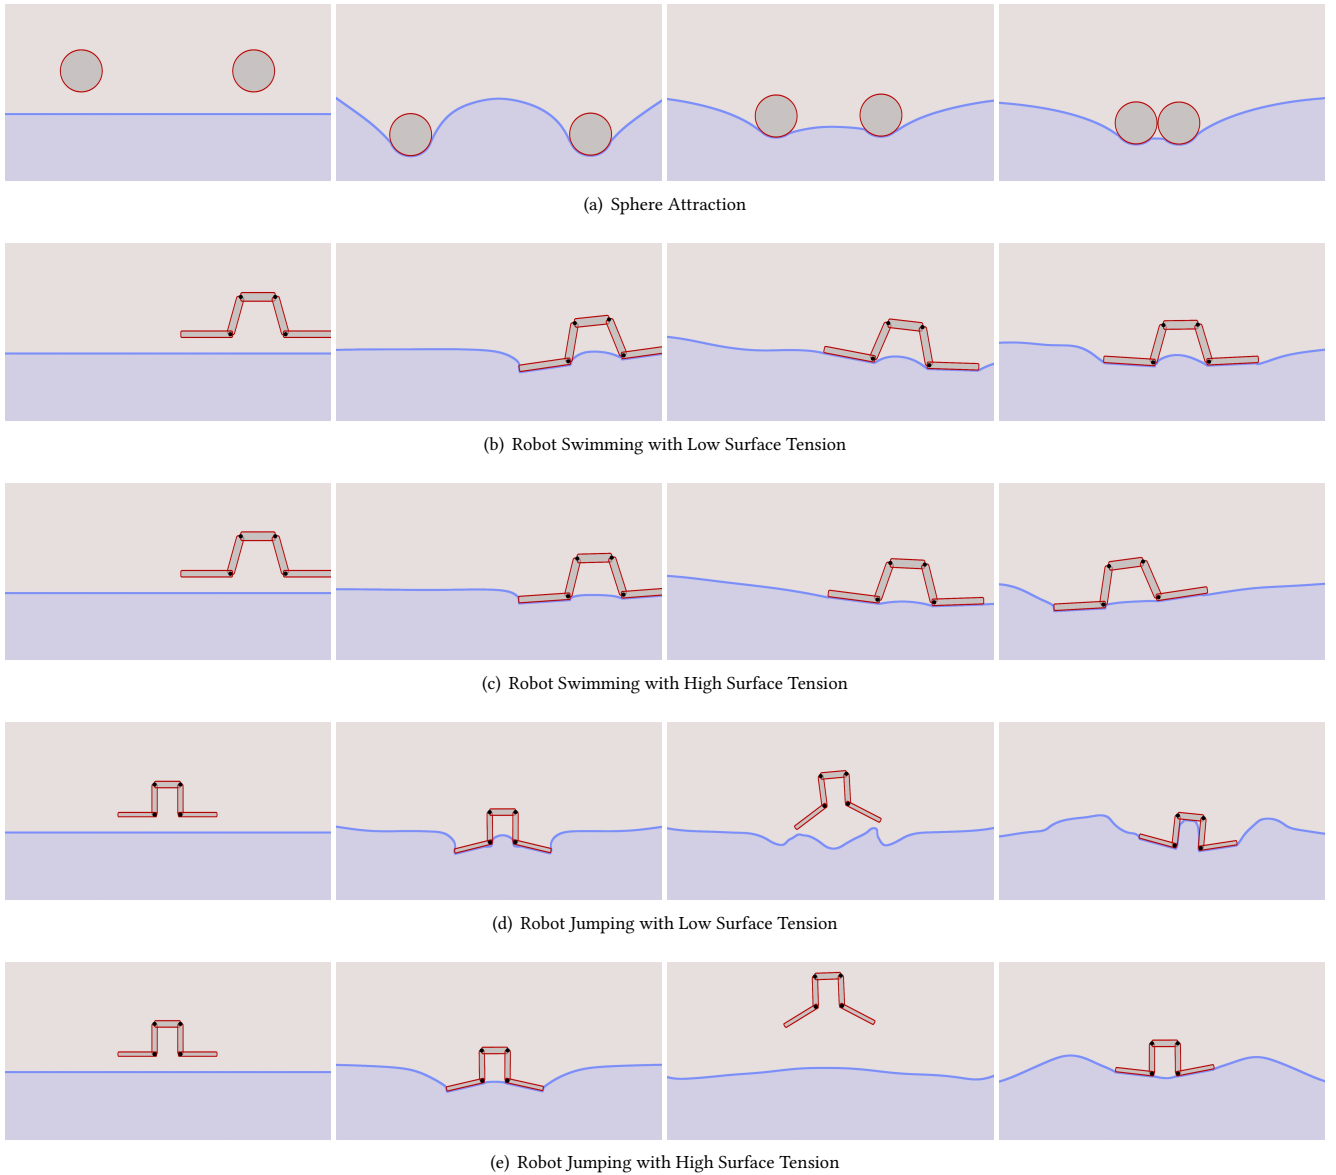 (a) Sphere Attraction
(b) Robot Swimming with Low Surface Tension
(c) Robot Swimming with High Surface Tension
(d) Robot Jumping with Low Surface Tension
(e) Robot Jumping with High Surface Tension